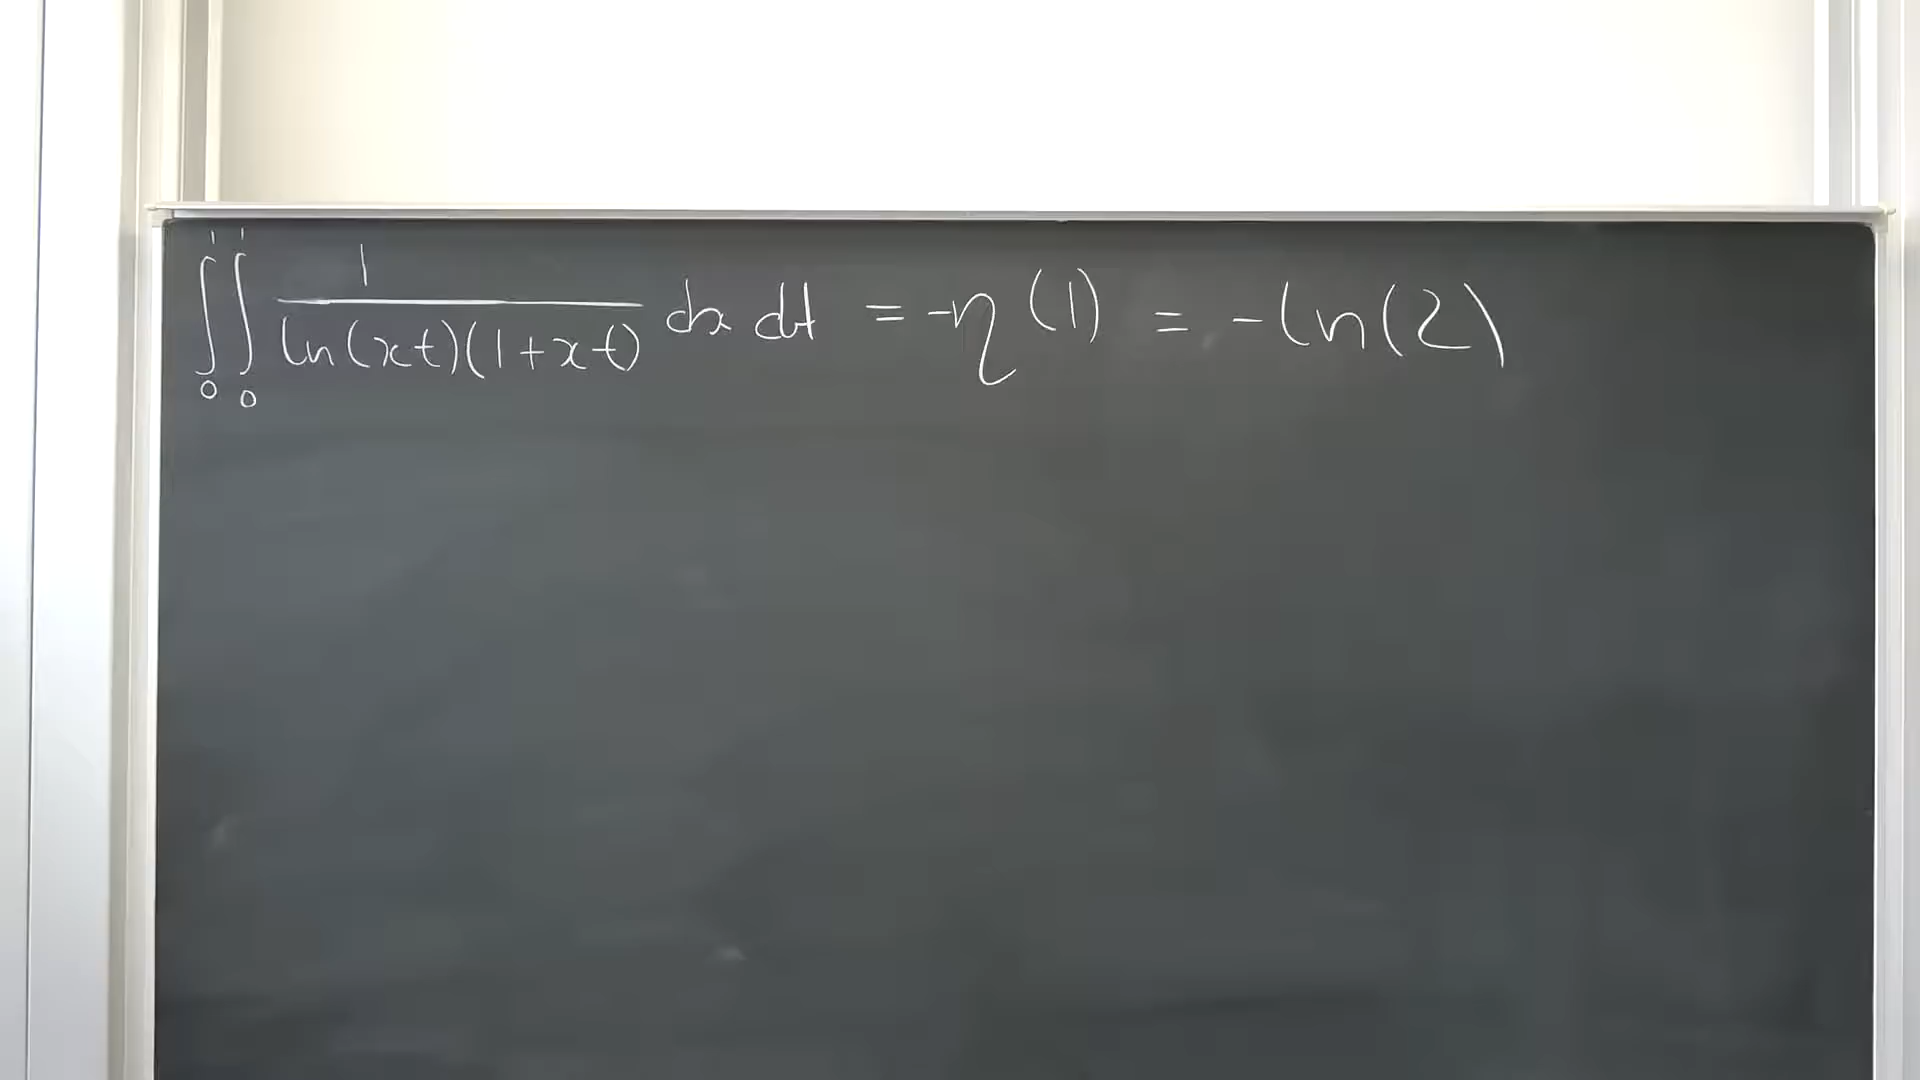 ∫₀¹∫₀¹ 1/(ln(xt)(1+xt)) dx dt = -η(1) = -ln(2)